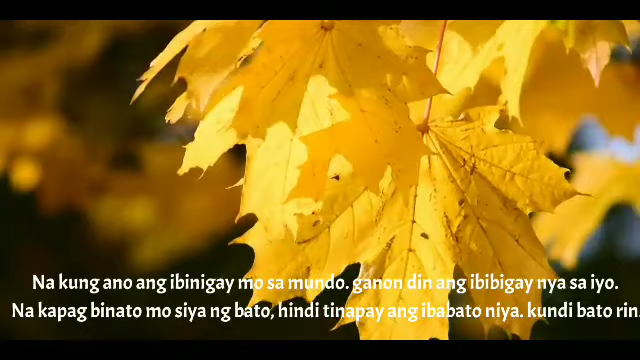 Na kung ano ang ibinigay mo sa mundo. ganon din ang ibibigay nya sa iyo.
Na kapag binato mo siya ng bato, hindi tinapay ang ibabato niya. kundi bato rin.